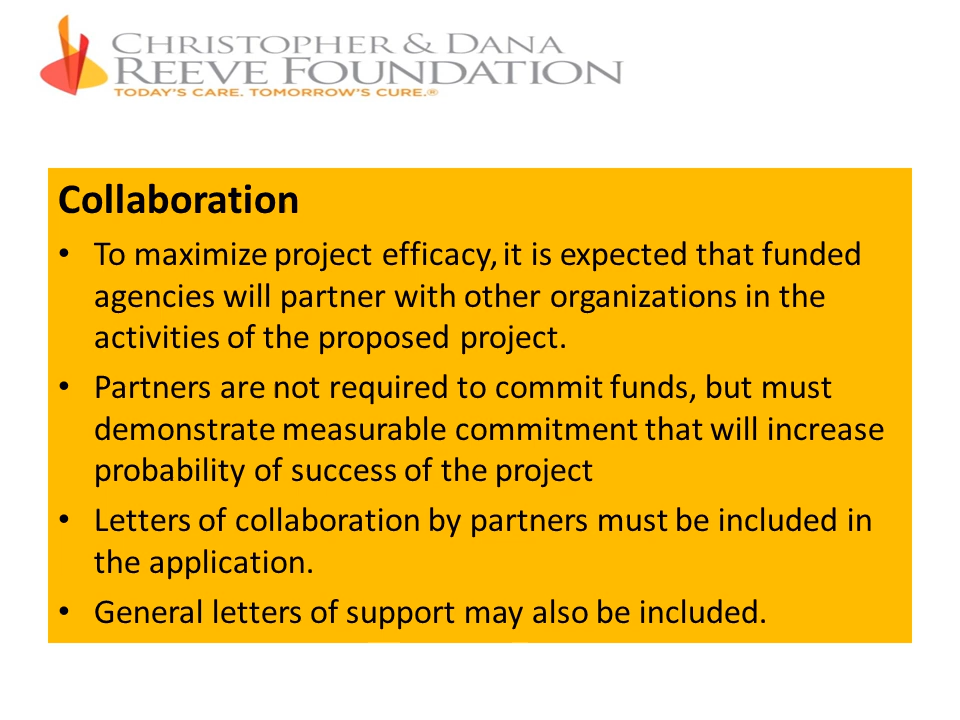 CHRISTOPHER & DANA
REEVE FOUNDATION
TODAY'S CARE. TOMORROW'S CURE.®
Collaboration
• To maximize project efficacy, it is expected that funded
agencies will partner with other organizations in the
activities of the proposed project.
• Partners are not required to commit funds, but must
demonstrate measurable commitment that will increase
probability of success of the project
• Letters of collaboration by partners must be included in
the application.
• General letters of support may also be included.